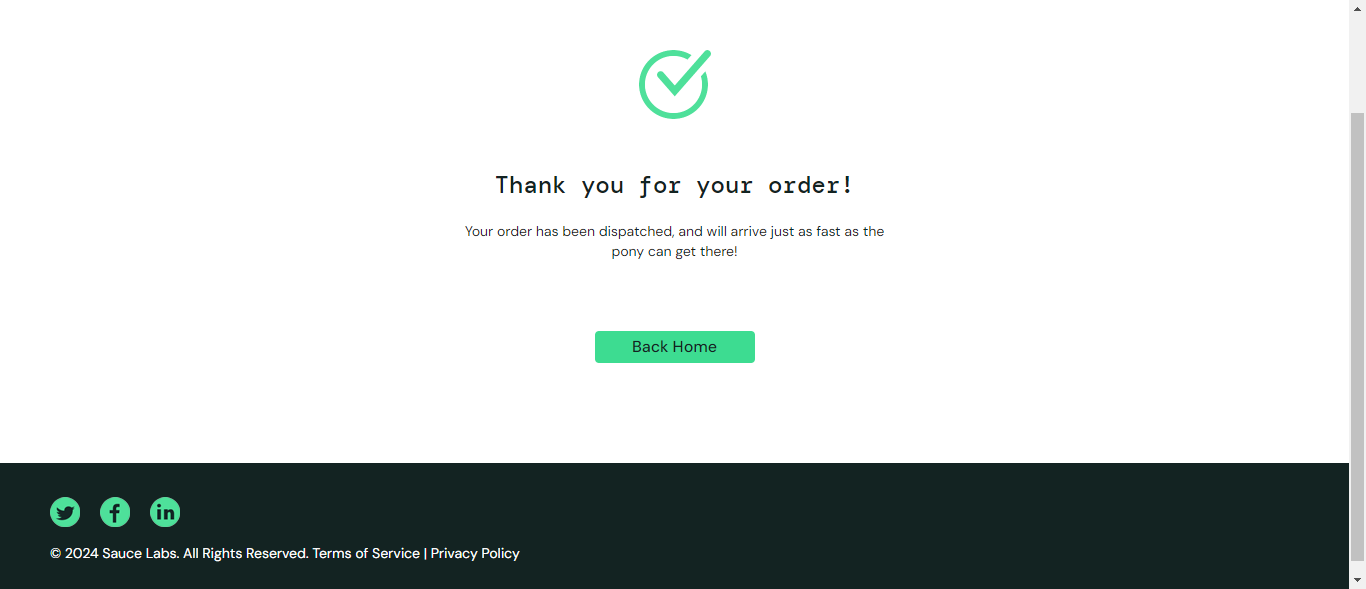 Thank you for your order!
Your order has been dispatched, and will arrive just as fast as the
pony can get there!
Back Home
© 2024 Sauce Labs. All Rights Reserved. Terms of Service | Privacy Policy